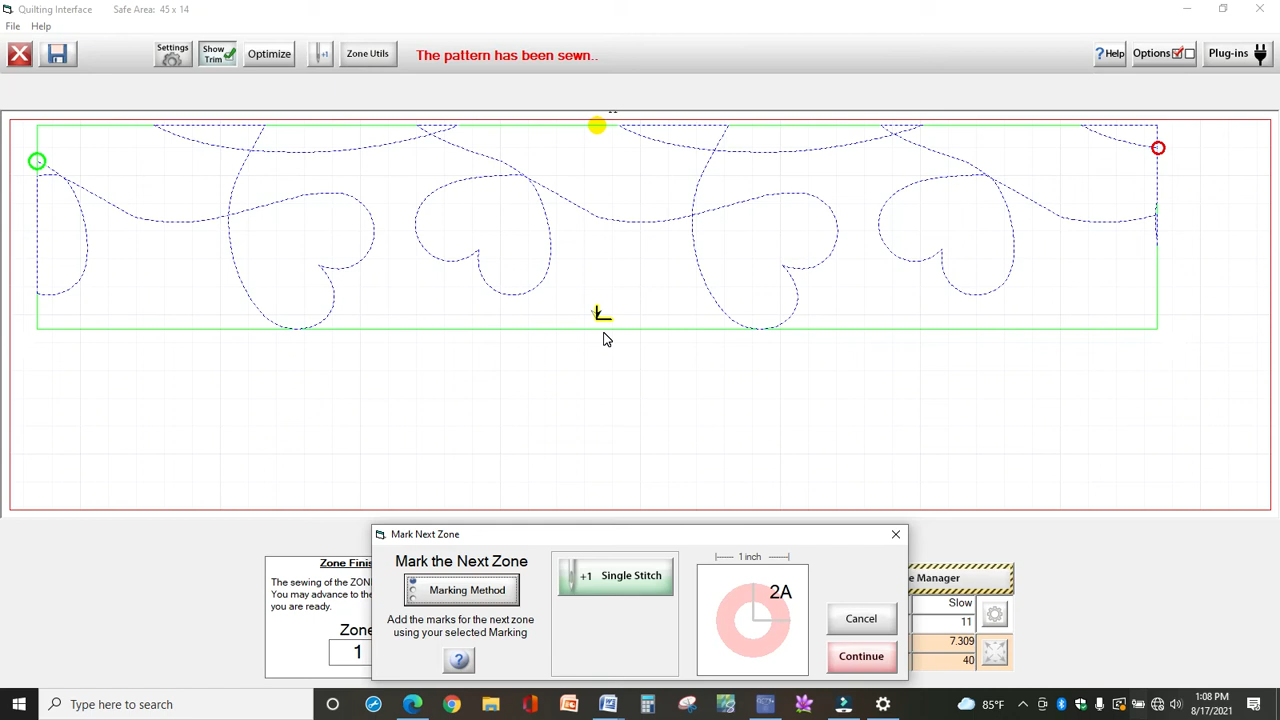 Quilting Interface Safe Area: 45 x 14
File Help
Settings
Show Trim
Optimize
+1
Zone Utils
The pattern has been sewn..
?Help
Options
Plug-ins
Zone Finis
The sewing of the ZON
You may advance to the
you are ready.
Zone
1
Mark Next Zone
Mark the Next Zone
Marking Method
Add the marks for the next zone
using your selected Marking
?
+1 Single Stitch
1 inch
2A
Cancel
Continue
e Manager
Slow
11
7.309
40
Type here to search
85°F
1:08 PM
8/17/2021